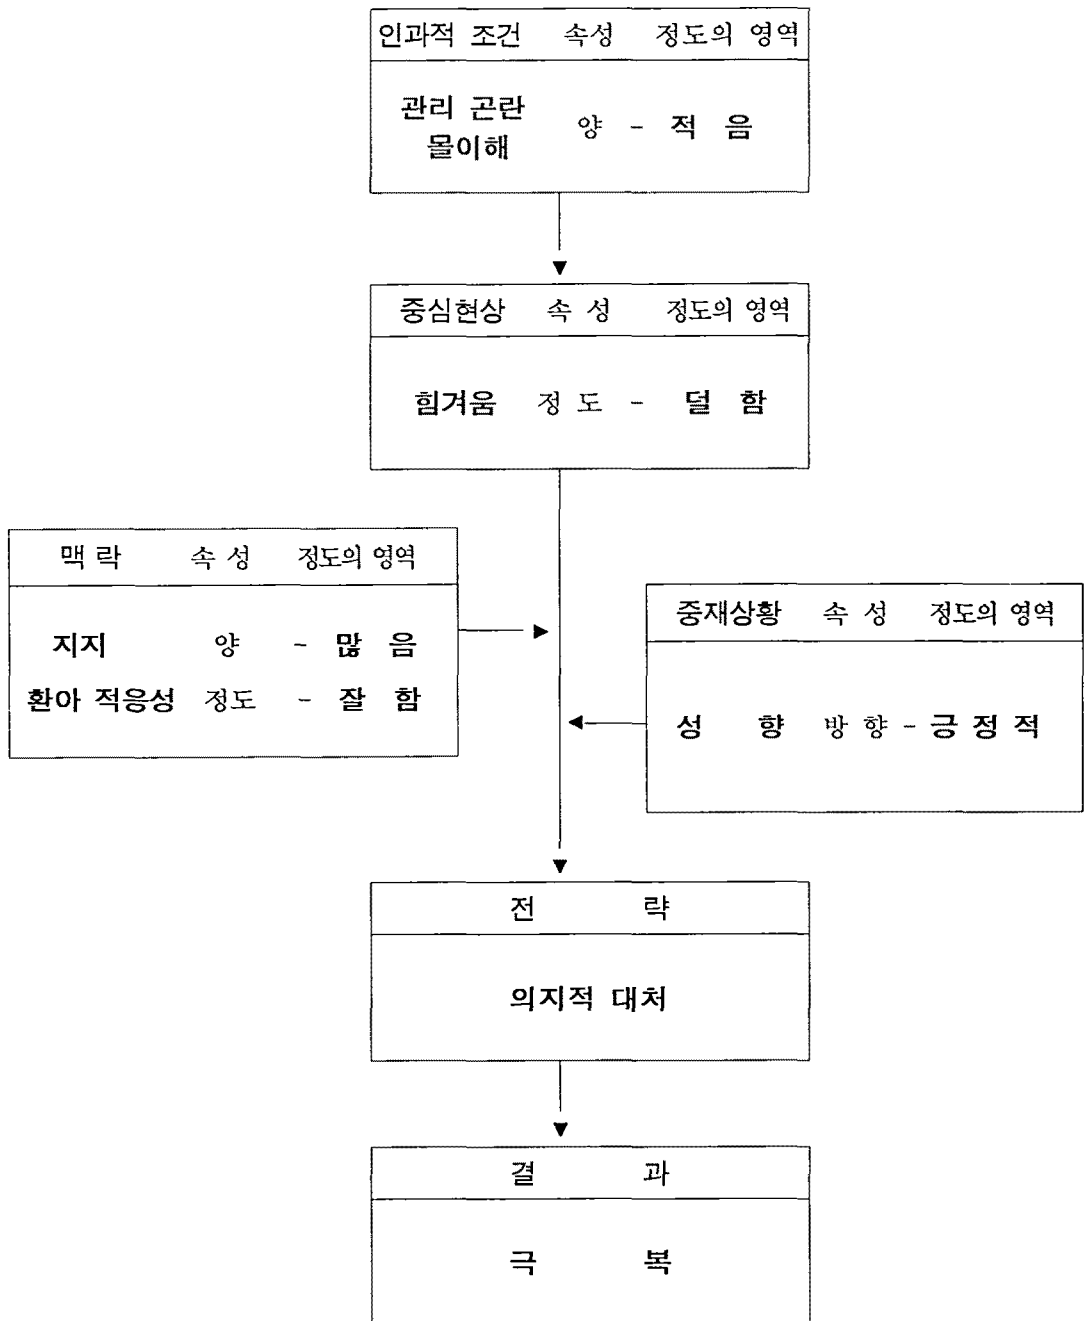 인과적 조건 속성 정도의 영역
관리 곤란
몰이해
양 - 적 음
중심현상 속 성 정도의 영역
힘겨움 정 도 - 덜 함
맥 락 속 성 정도의 영역
지지 양 - 많 음
환아 적응성 정도 - 잘 함
중재상황 속 성 정도의 영역
성 향 방 향 - 긍 정 적
전 략
의지적 대처
결 과
극 복